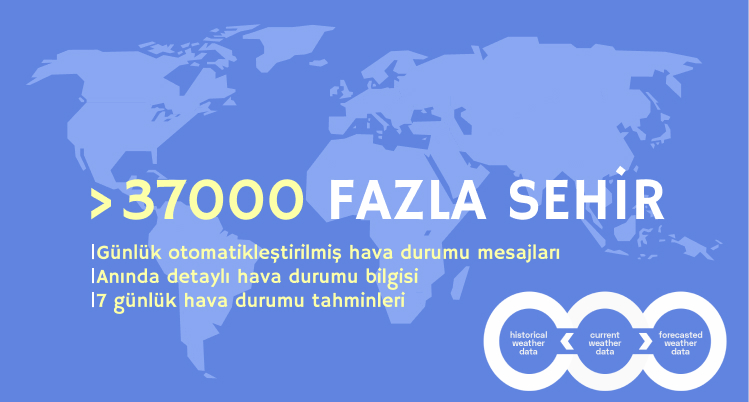 >37000 FAZLA SEHİR
|Günlük otomatikleştirilmiş hava durumu mesajları
|Anında detaylı hava durumu bilgisi
|7 günlük hava durumu tahminleri
historical
weather
data
current
weather
data
forecasted
weather
data